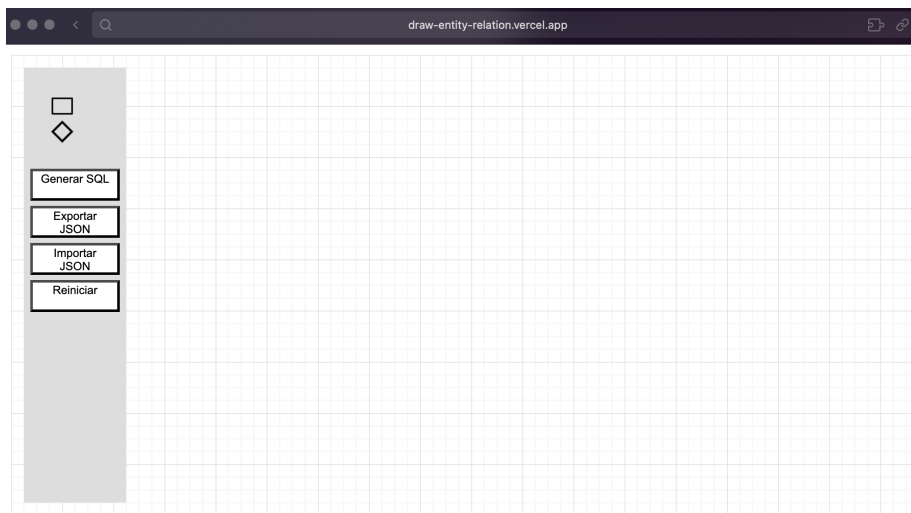 draw-entity-relation.vercel.app
Generar SQL
Exportar
JSON
Importar
JSON
Reiniciar